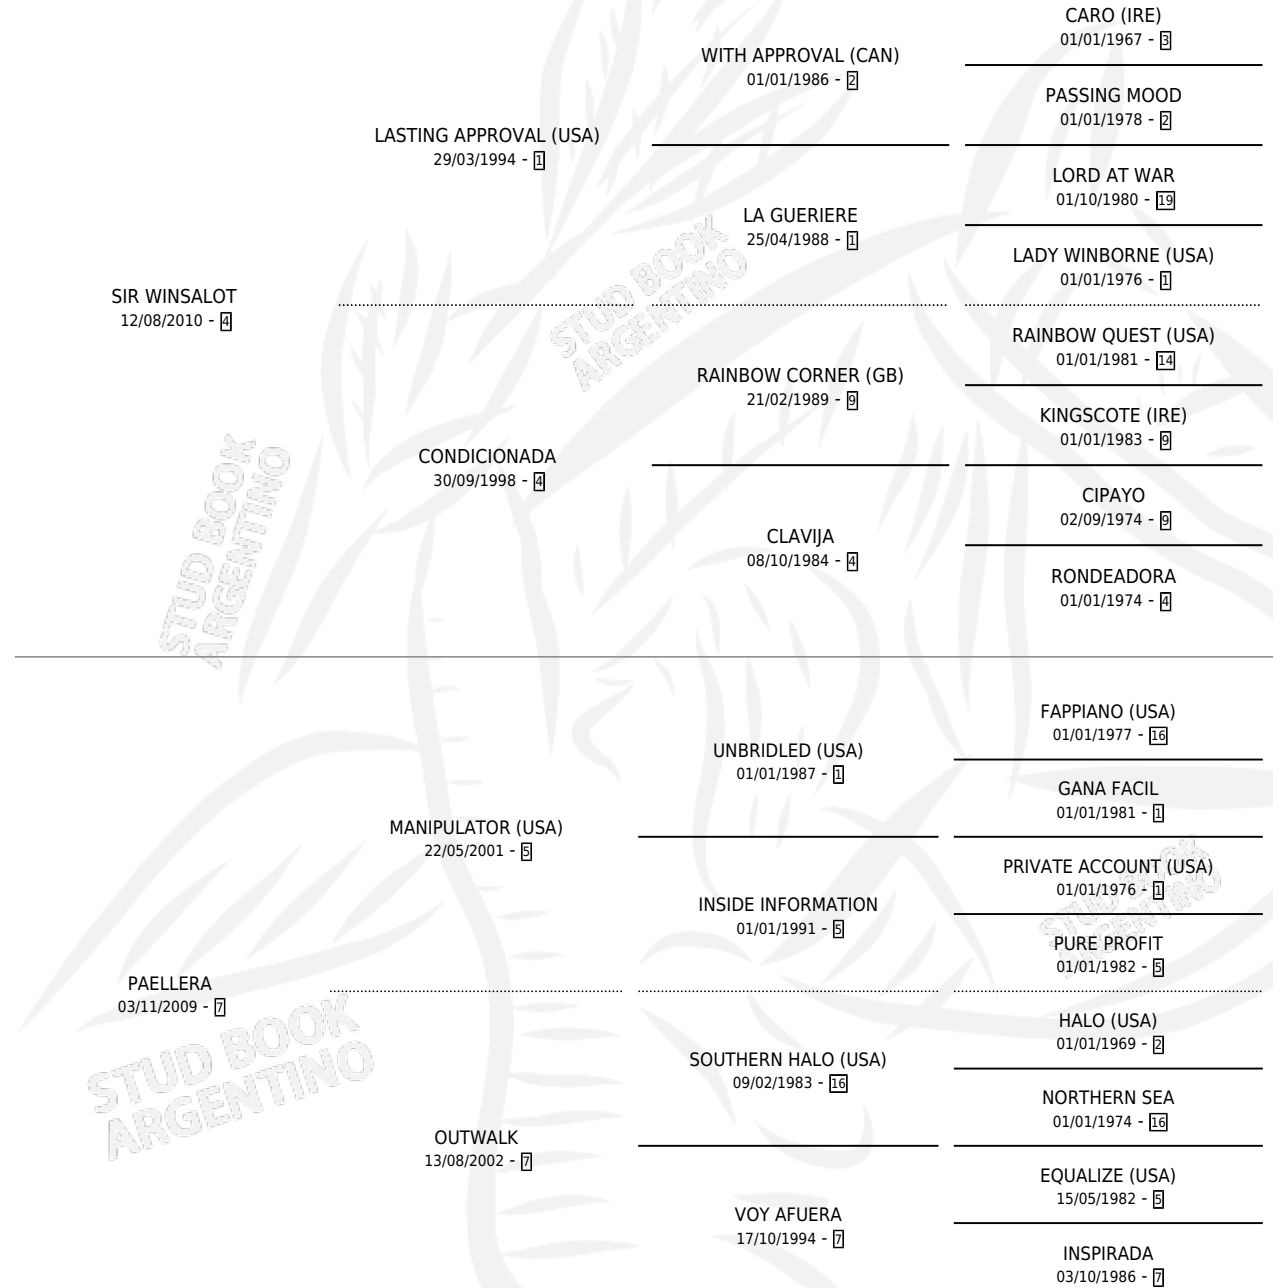 CARO (IRE)
01/01/1967 - 3
WITH APPROVAL (CAN)
01/01/1986 - 2
PASSING MOOD
01/01/1978 - 2
LASTING APPROVAL (USA)
29/03/1994 - 1
LORD AT WAR
01/10/1980 - 19
LA GUERIERE
25/04/1988 - 1
LADY WINBORNE (USA)
01/01/1976 - 1
SIR WINSALOT
12/08/2010 - 4
STUD BOOK
ARGENTINO
RAINBOW QUEST (USA)
01/01/1981 - 14
RAINBOW CORNER (GB)
21/02/1989 - 9
KINGSCOTE (IRE)
01/01/1983 - 9
CONDICIONADA
30/09/1998 - 4
CIPAYO
02/09/1974 - 9
CLAVIJA
08/10/1984 - 4
RONDEADORA
01/01/1974 - 4
STUD BOOK
ARGENTINO
FAPPIANO (USA)
01/01/1977 - 16
UNBRIDLED (USA)
01/01/1987 - 1
GANA FACIL
01/01/1981 - 1
MANIPULATOR (USA)
22/05/2001 - 5
PRIVATE ACCOUNT (USA)
01/01/1976 - 1
INSIDE INFORMATION
01/01/1991 - 5
PURE PROFIT
01/01/1982 - 5
STUD BOOK
ARGENTINO
PAELLERA
03/11/2009 - 7
HALO (USA)
01/01/1969 - 2
SOUTHERN HALO (USA)
09/02/1983 - 16
NORTHERN SEA
01/01/1974 - 16
STUD BOOK
ARGENTINO
OUTWALK
13/08/2002 - 7
EQUALIZE (USA)
15/05/1982 - 5
VOY AFUERA
17/10/1994 - 7
INSPIRADA
03/10/1986 - 7